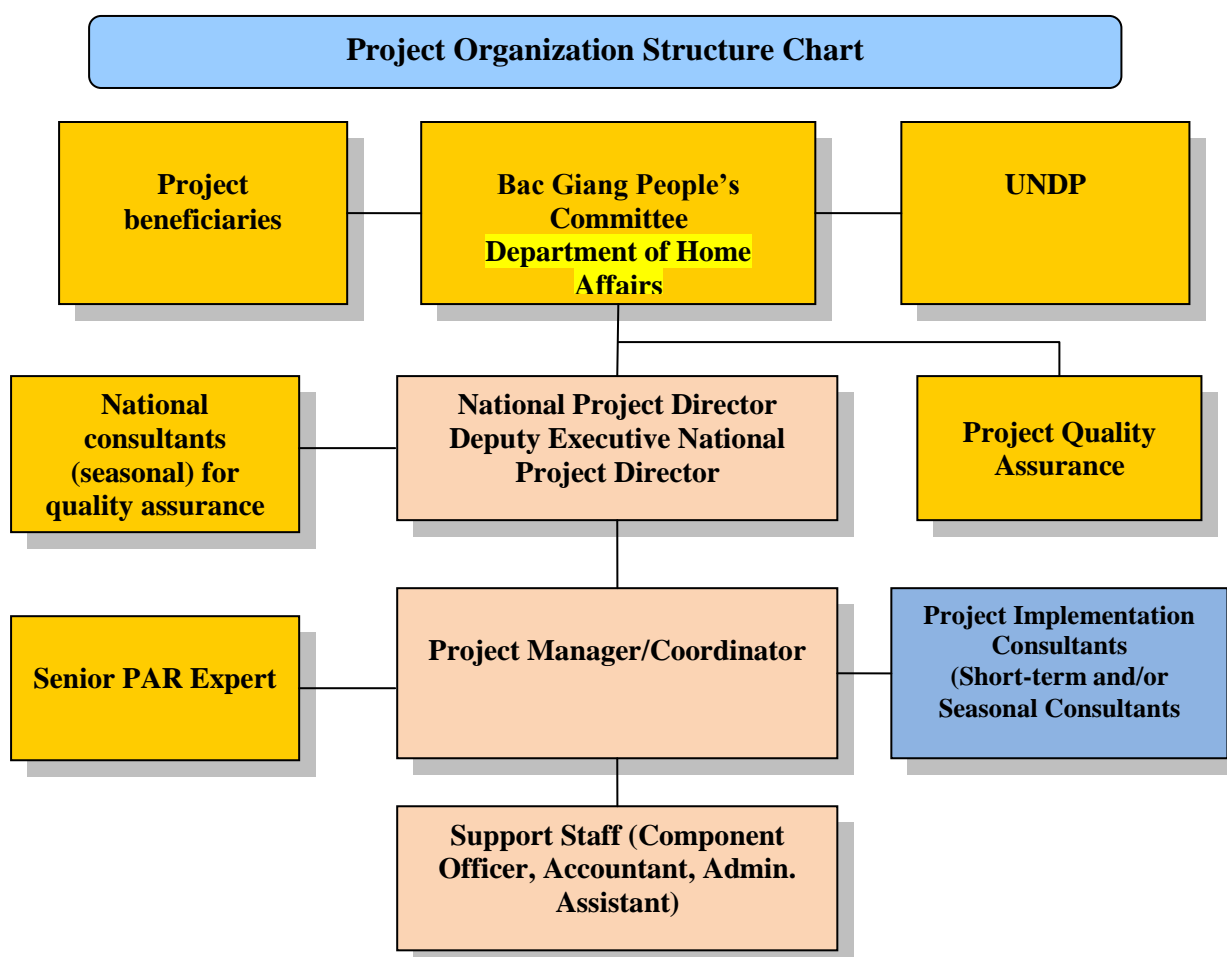 Project Organization Structure Chart
Project
beneficiaries
Bac Giang People’s
Committee
Department of Home
Affairs
UNDP
National
consultants
(seasonal) for
quality assurance
National Project Director
Deputy Executive National
Project Director
Project Quality
Assurance
Senior PAR Expert
Project Manager/Coordinator
Project Implementation
Consultants
(Short-term and/or
Seasonal Consultants
Support Staff (Component
Officer, Accountant, Admin.
Assistant)